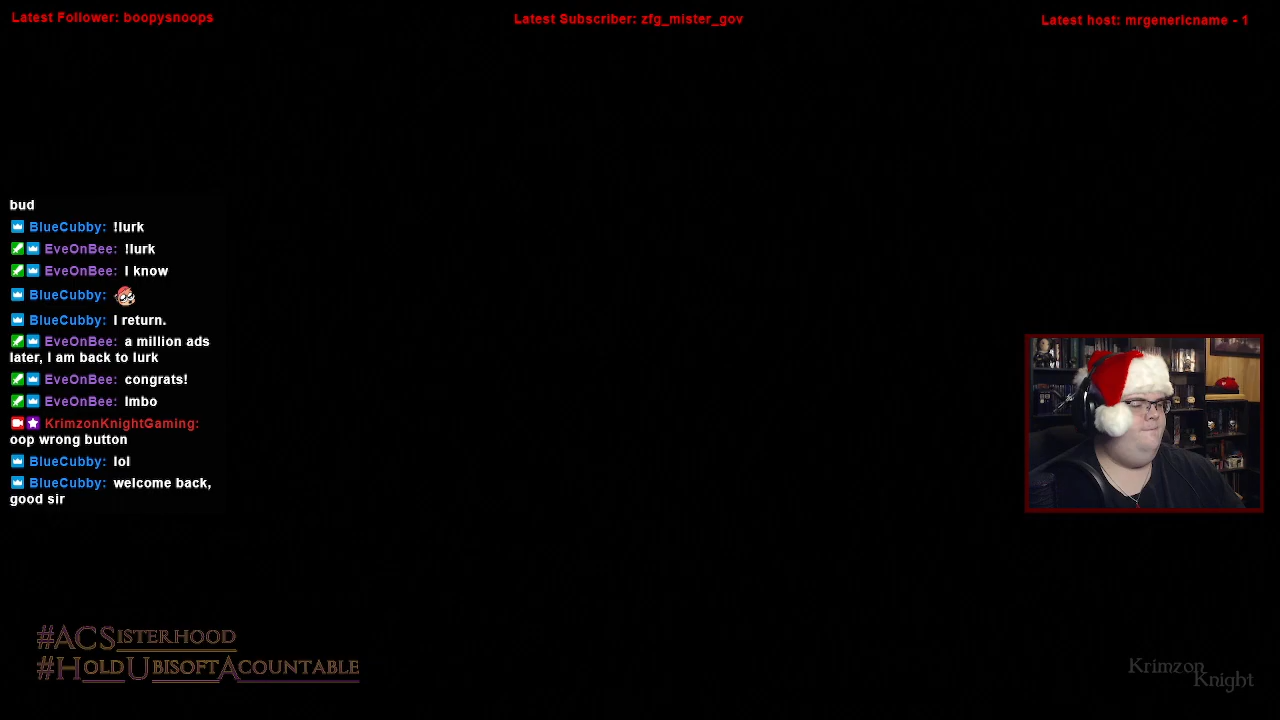 Latest Follower: boopysnoops
Latest Subscriber: zfg_mister_gov
Latest host: mrgenericname - 1
bud
BlueCubby: !lurk
EveOnBee: !lurk
EveOnBee: I know
BlueCubby:
BlueCubby: I return.
EveOnBee: a million ads
later, I am back to lurk
EveOnBee: congrats!
EveOnBee: lmbo
KrimzonKnightGaming:
oop wrong button
BlueCubby: lol
BlueCubby: welcome back,
good sir
#ACSisterhood
#HoldUbisoftAcountable
Krimzon
Knight